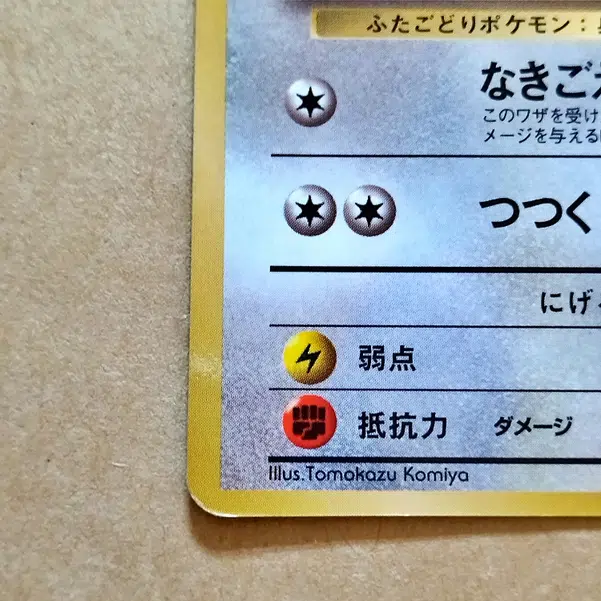 ふたごどりポケモン：
なきご
このワザを受け
メージを与える
つつく
にげ
弱点
抵抗力 ダメージ
Illus.Tomokazu Komiya